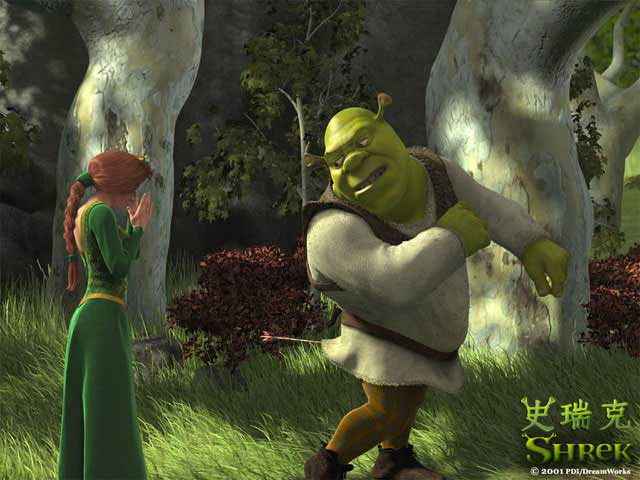 史瑞克
SHREK
© 2001 PDI/DreamWorks